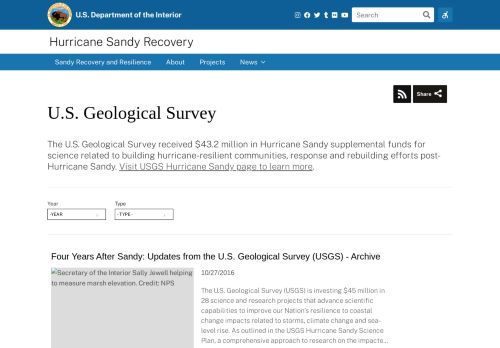 U.S. Department of the Interior
Search
Hurricane Sandy Recovery
Sandy Recovery and Resilience About Projects News
Share
U.S. Geological Survey
The U.S. Geological Survey received $43.2 million in Hurricane Sandy supplemental funds for
science related to building hurricane-resilient communities, response and rebuilding efforts post-
Hurricane Sandy. Visit USGS Hurricane Sandy page to learn more.
Year Type
-YEAR - TYPE -
Four Years After Sandy: Updates from the U.S. Geological Survey (USGS) - Archive
Secretary of the Interior Sally Jewell helping
to measure marsh elevation. Credit: NPS
10/27/2016
The U.S. Geological Survey (USGS) is investing $45 million in
28 science and research projects that advance scientific
capabilities to improve our Nation's resilience to coastal
change impacts related to storms, climate change and sea-
level rise. As outlined in the USGS Hurricane Sandy Science
Plan, a comprehensive approach to research on the impacts...